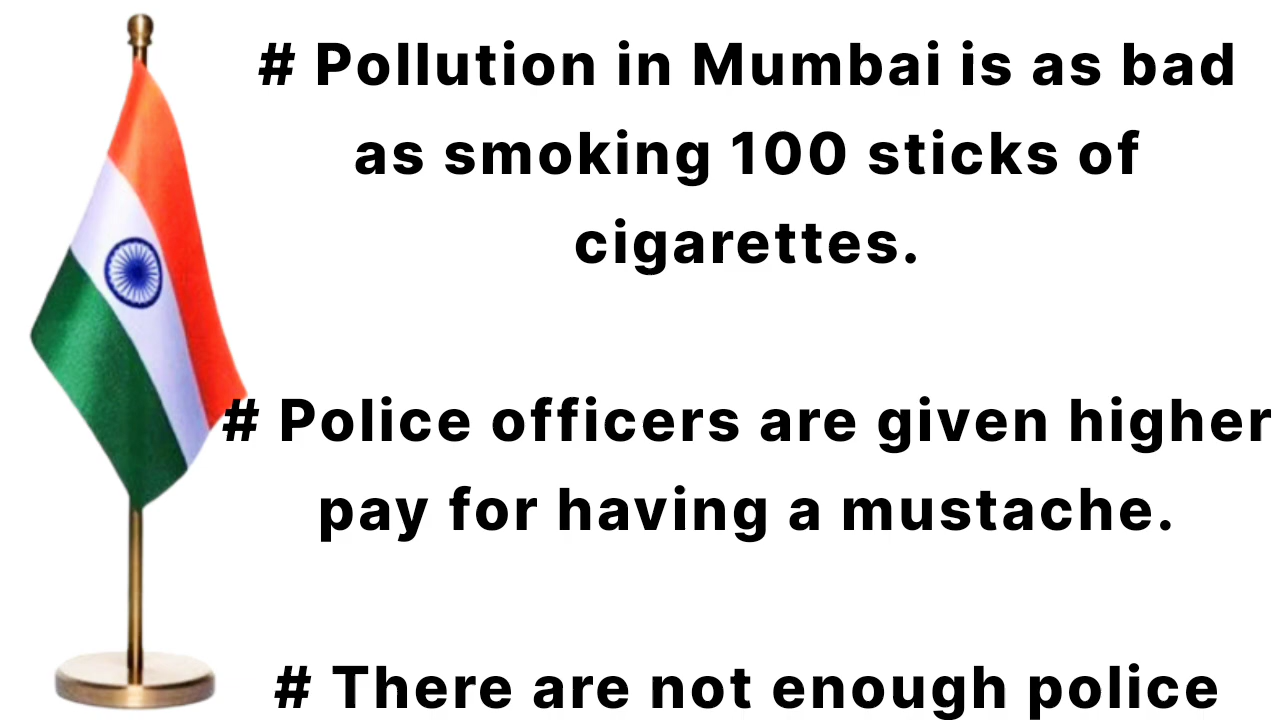 # Pollution in Mumbai is as bad
as smoking 100 sticks of
cigarettes.
# Police officers are given higher
pay for having a mustache.
# There are not enough police